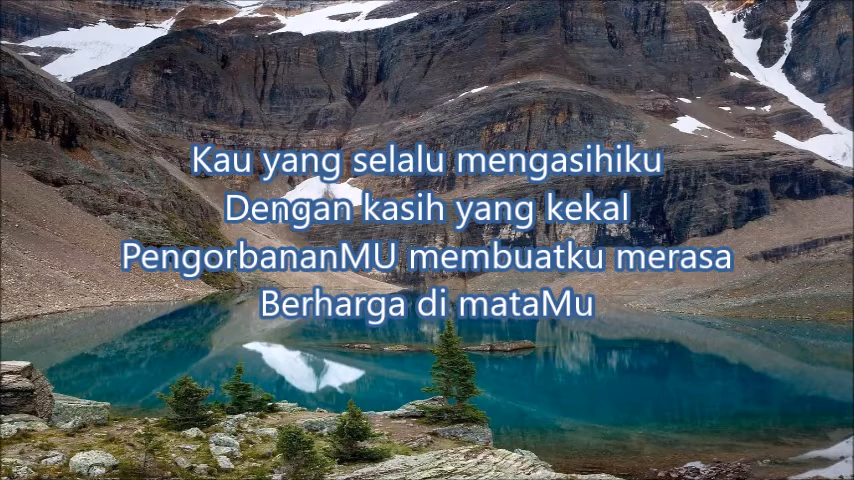 Kau yang selalu mengasihiku
Dengan kasih yang kekal
PengorbananMU membuatku merasa
Berharga di mataMu